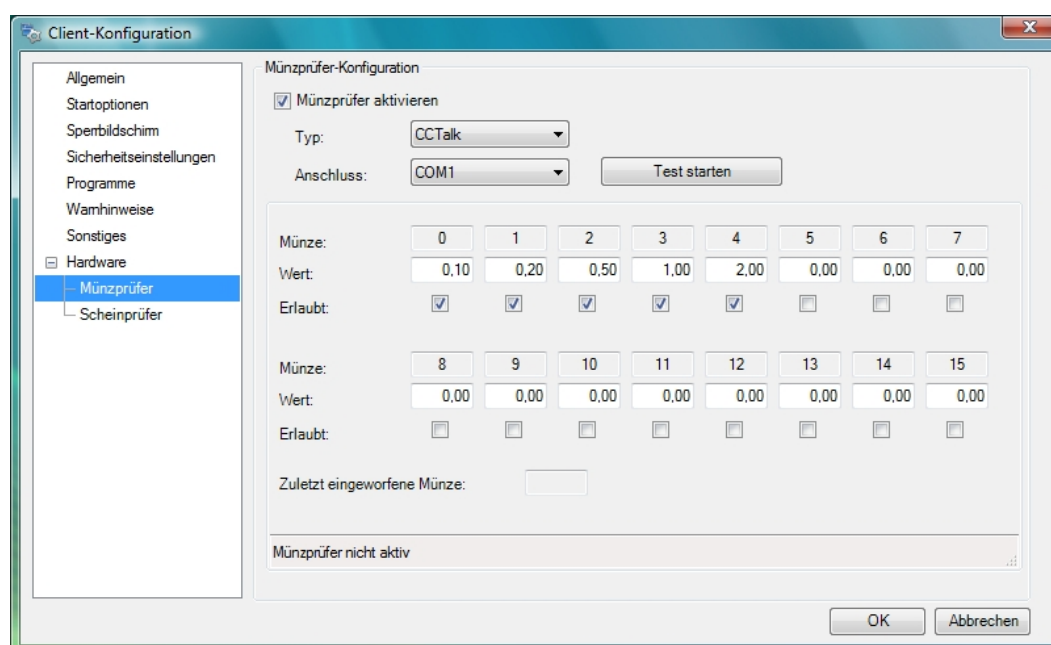 Client-Konfiguration
Allgemein
Startoptionen
Sperrbildschirm
Sicherheitseinstellungen
Programme
Warnhinweise
Sonstiges
Hardware
Münzprüfer
Scheinprüfer
Münzprüfer-Konfiguration
Münzprüfer aktivieren
Typ: CCTalk
Anschluss: COM1 Test starten
Münze: 0 1 2 3 4 5 6 7
Wert: 0,10 0,20 0,50 1,00 2,00 0,00 0,00 0,00
Erlaubt:
Münze: 8 9 10 11 12 13 14 15
Wert: 0,00 0,00 0,00 0,00 0,00 0,00 0,00 0,00
Erlaubt:
Zuletzt eingeworfene Münze:
Münzprüfer nicht aktiv
OK Abbrechen